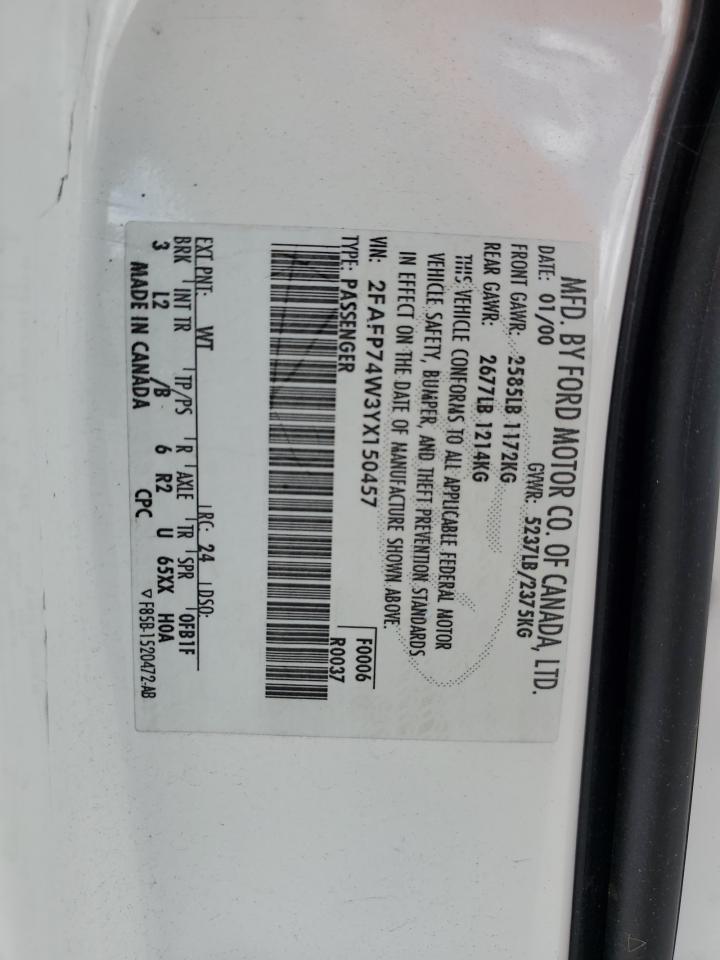 MFD. BY FORD MOTOR CO. OF CANADA, LTD.
DATE: 01/00 GVWR: 5237LB/2375KG
FRONT GAWR: 2585LB 1172KG
REAR GAWR: 2677LB 1214KG
THIS VEHICLE CONFORMS TO ALL APPLICABLE FEDERAL MOTOR
VEHICLE SAFETY, BUMPER, AND THEFT PREVENTION STANDARDS
IN EFFECT ON THE DATE OF MANUFACTURE SHOWN ABOVE.
VIN: 2FAFP74W3YX150457 F0006
TYPE: PASSENGER R0037
EXT PNT: WT RC: 24 DSO: 0FB1F
BRK INT TR TP/PS R AXLE TR SPR
3 L2 /B 6 R2 U 65XX H0A
MADE IN CANADA CPC ▽F85B-1520472-AB